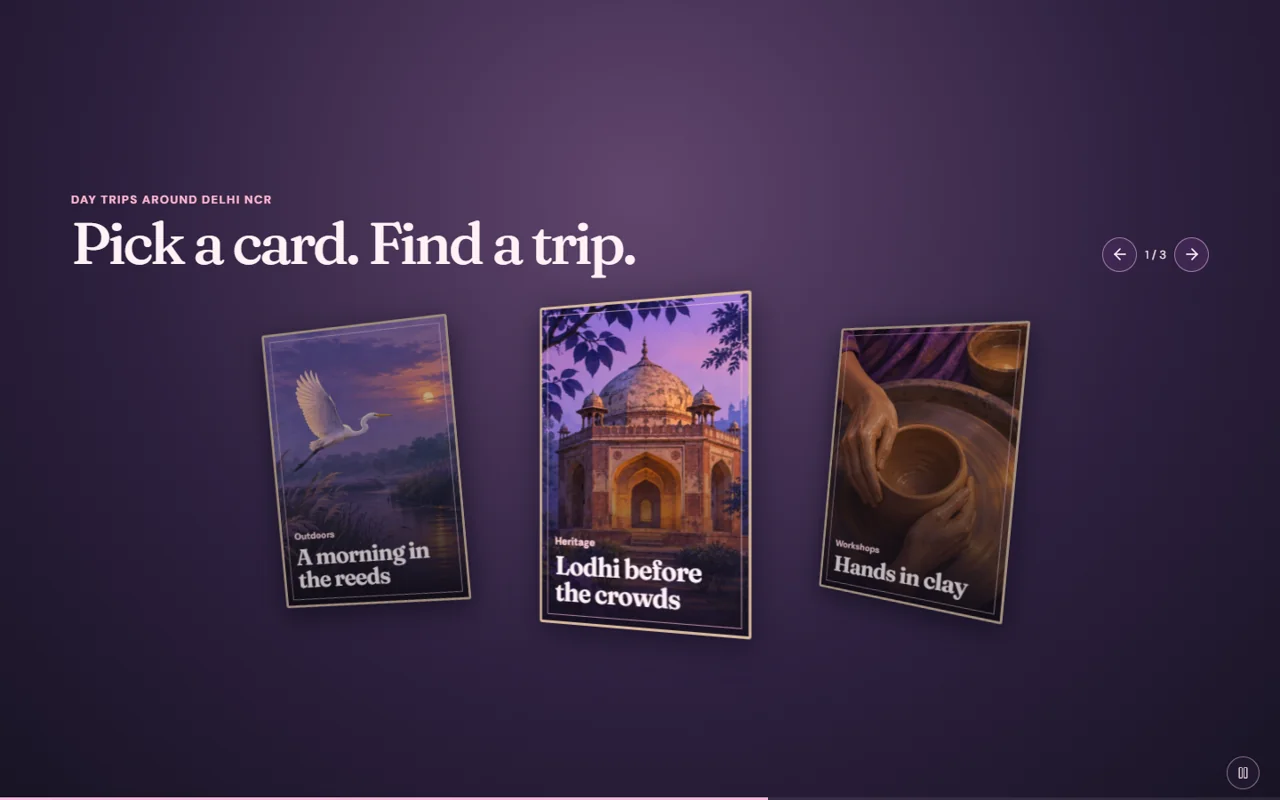 DAY TRIPS AROUND DELHI NCR
Pick a card. Find a trip.
1/3
Outdoors
A morning in
the reeds
Heritage
Lodhi before
the crowds
Workshops
Hands in clay